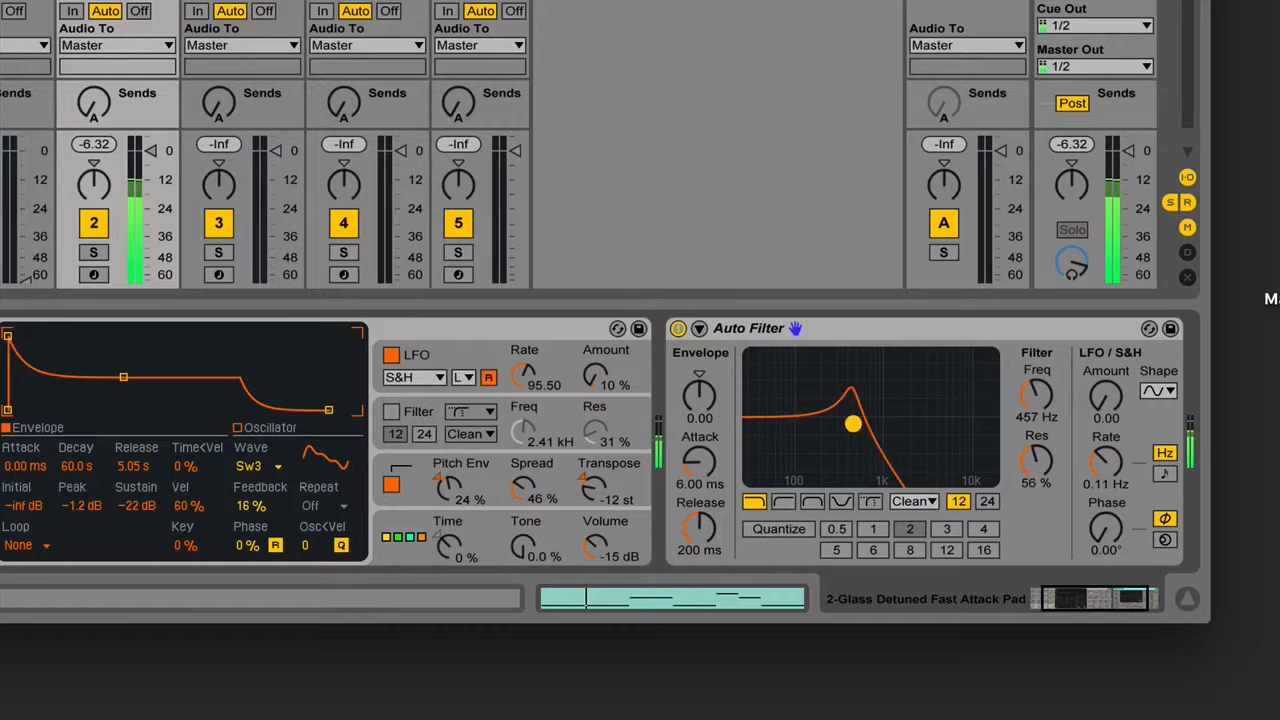 Off In Auto Off In Auto Off In Auto Off In Auto Off
Audio To Audio To Audio To Audio To Audio To Cue Out
Master Master Master Master Master 1/2
Master Out
1/2
Sends Sends Sends Sends Sends Post Sends
A A A A A
-6.32 -Inf -Inf -Inf -Inf -6.32
0 0 0 0 0 0
12 12 12 12 12 12
24 24 24 24 24 24
2 3 4 5 A Solo
36 36 36 36 36 36
S S S S S
48 48 48 48 48 48
60 60 60 60 60 60
I·O
S R
M
D
Ma
LFO Rate Amount
S&H L R 95.50 10 %
Filter Freq Res
12 24 Clean 2.41 kH 31 %
Pitch Env Spread Transpose
24 % 46 % -12 st
Time Tone Volume
0 % 0.0 % -15 dB
Envelope Oscillator
Attack Decay Release Time<Vel Wave
0.00 ms 60.0 s 5.05 s 0 % Sw3
Initial Peak Sustain Vel Feedback Repeat
-inf dB -1.2 dB -22 dB 60 % 16 % Off
Loop Key Phase Osc<Vel
None 0 % 0 % R 0 Q
Auto Filter
Envelope Filter LFO / S&H
0.00 Freq Amount Shape
457 Hz 0.00
Attack Res Rate Hz
6.00 ms 56 % 0.11 Hz
100 1k 10k
Release Clean 12 24 Phase
200 ms Quantize 0.5 1 2 3 4 0.00°
5 6 8 12 16
2-Glass Detuned Fast Attack Pad